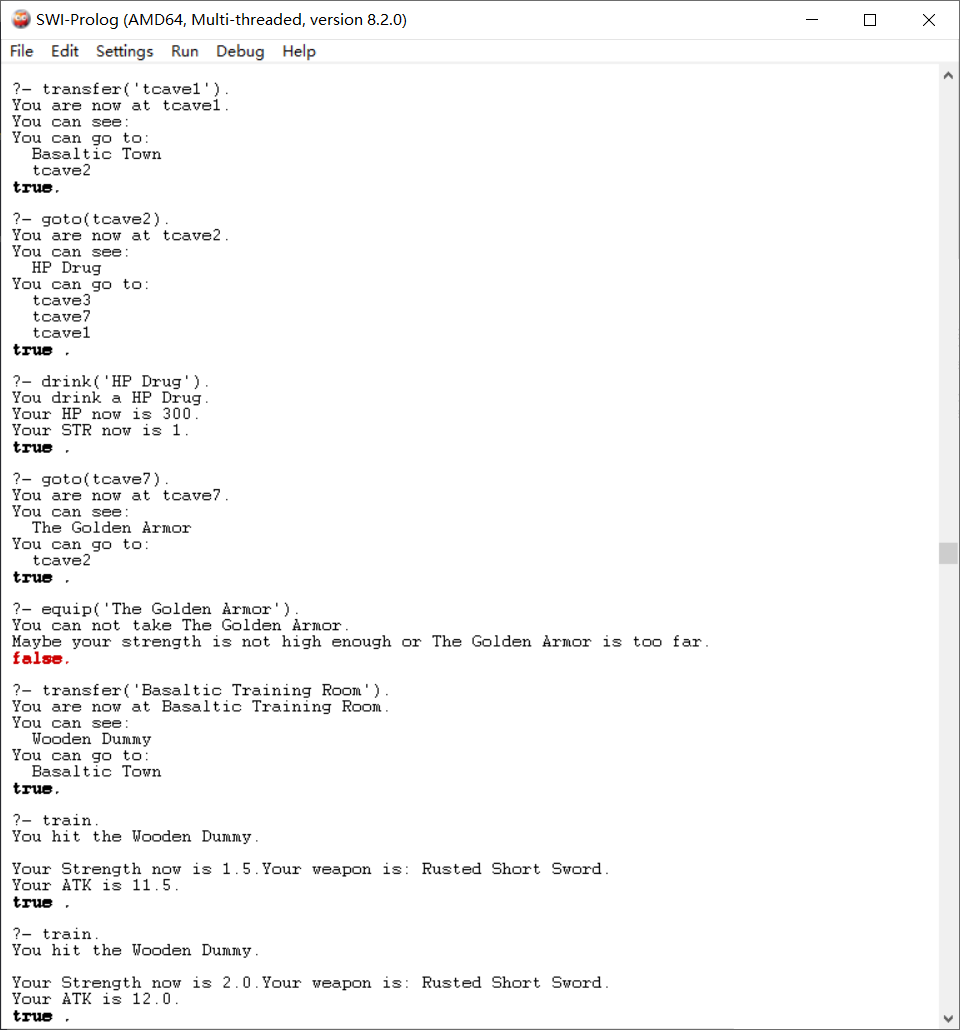 SWI-Prolog (AMD64, Multi-threaded, version 8.2.0)
File Edit Settings Run Debug Help
?- transfer('tcave1').
You are now at tcave1.
You can see:
You can go to:
  Basaltic Town
  tcave2
true.
?- goto(tcave2).
You are now at tcave2.
You can see:
  HP Drug
You can go to:
  tcave3
  tcave7
  tcave1
true .
?- drink('HP Drug').
You drink a HP Drug.
Your HP now is 300.
Your STR now is 1.
true .
?- goto(tcave7).
You are now at tcave7.
You can see:
  The Golden Armor
You can go to:
  tcave2
true .
?- equip('The Golden Armor').
You can not take The Golden Armor.
Maybe your strength is not high enough or The Golden Armor is too far.
false.
?- transfer('Basaltic Training Room').
You are now at Basaltic Training Room.
You can see:
  Wooden Dummy
You can go to:
  Basaltic Town
true.
?- train.
You hit the Wooden Dummy.
Your Strength now is 1.5.Your weapon is: Rusted Short Sword.
Your ATK is 11.5.
true .
?- train.
You hit the Wooden Dummy.
Your Strength now is 2.0.Your weapon is: Rusted Short Sword.
Your ATK is 12.0.
true .